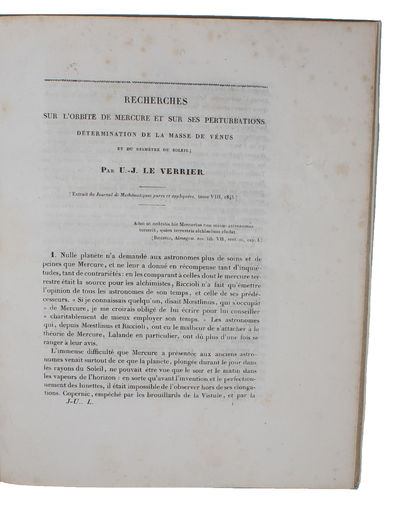 RECHERCHES
SUR L'ORBITE DE MERCURE ET SUR SES PERTURBATIONS.
DÉTERMINATION DE LA MASSE DE VÉNUS
ET DU DIAMÈTRE DU SOLEIL;
PAR U.-J. LE VERRIER.
[Extrait du Journal de Mathématiques pures et appliquées, tome VIII, 1843.]
1. Nulle planète n'a demandé aux astronomes plus de soins et de
peines que Mercure, et ne leur a donné en récompense tant d'inquié-
tudes, tant de contrariétés: en les comparant à celles dont le mercure ter-
restre était la source pour les alchimistes, Riccioli n'a fait qu'émettre
l'opinion de tous les astronomes de son temps, et celle de ses prédé-
cesseurs. « Si je connaissais quelqu'un, disait Mœstlinus, qui s'occupât
» de Mercure, je me croirais obligé de lui écrire pour lui conseiller
» charitablement de mieux employer son temps. » Les astronomes
qui, depuis Mœstlinus et Riccioli, ont eu le malheur de s'attacher à la
théorie de Mercure, Lalande en particulier, ont dû plus d'une fois se
ranger à leur avis.
L'immense difficulté que Mercure a présentée aux anciens astro-
nomes venait surtout de ce que la planète, plongée durant le jour dans
les rayons du Soleil, ne pouvait être vue que le soir et le matin dans
les vapeurs de l'horizon: en sorte qu'avant l'invention et le perfection-
nement des lunettes, il était impossible de l'observer hors de ses élonga-
tions. Copernic, empêché par les brouillards de la Vistule, et par la
J-U.. L.